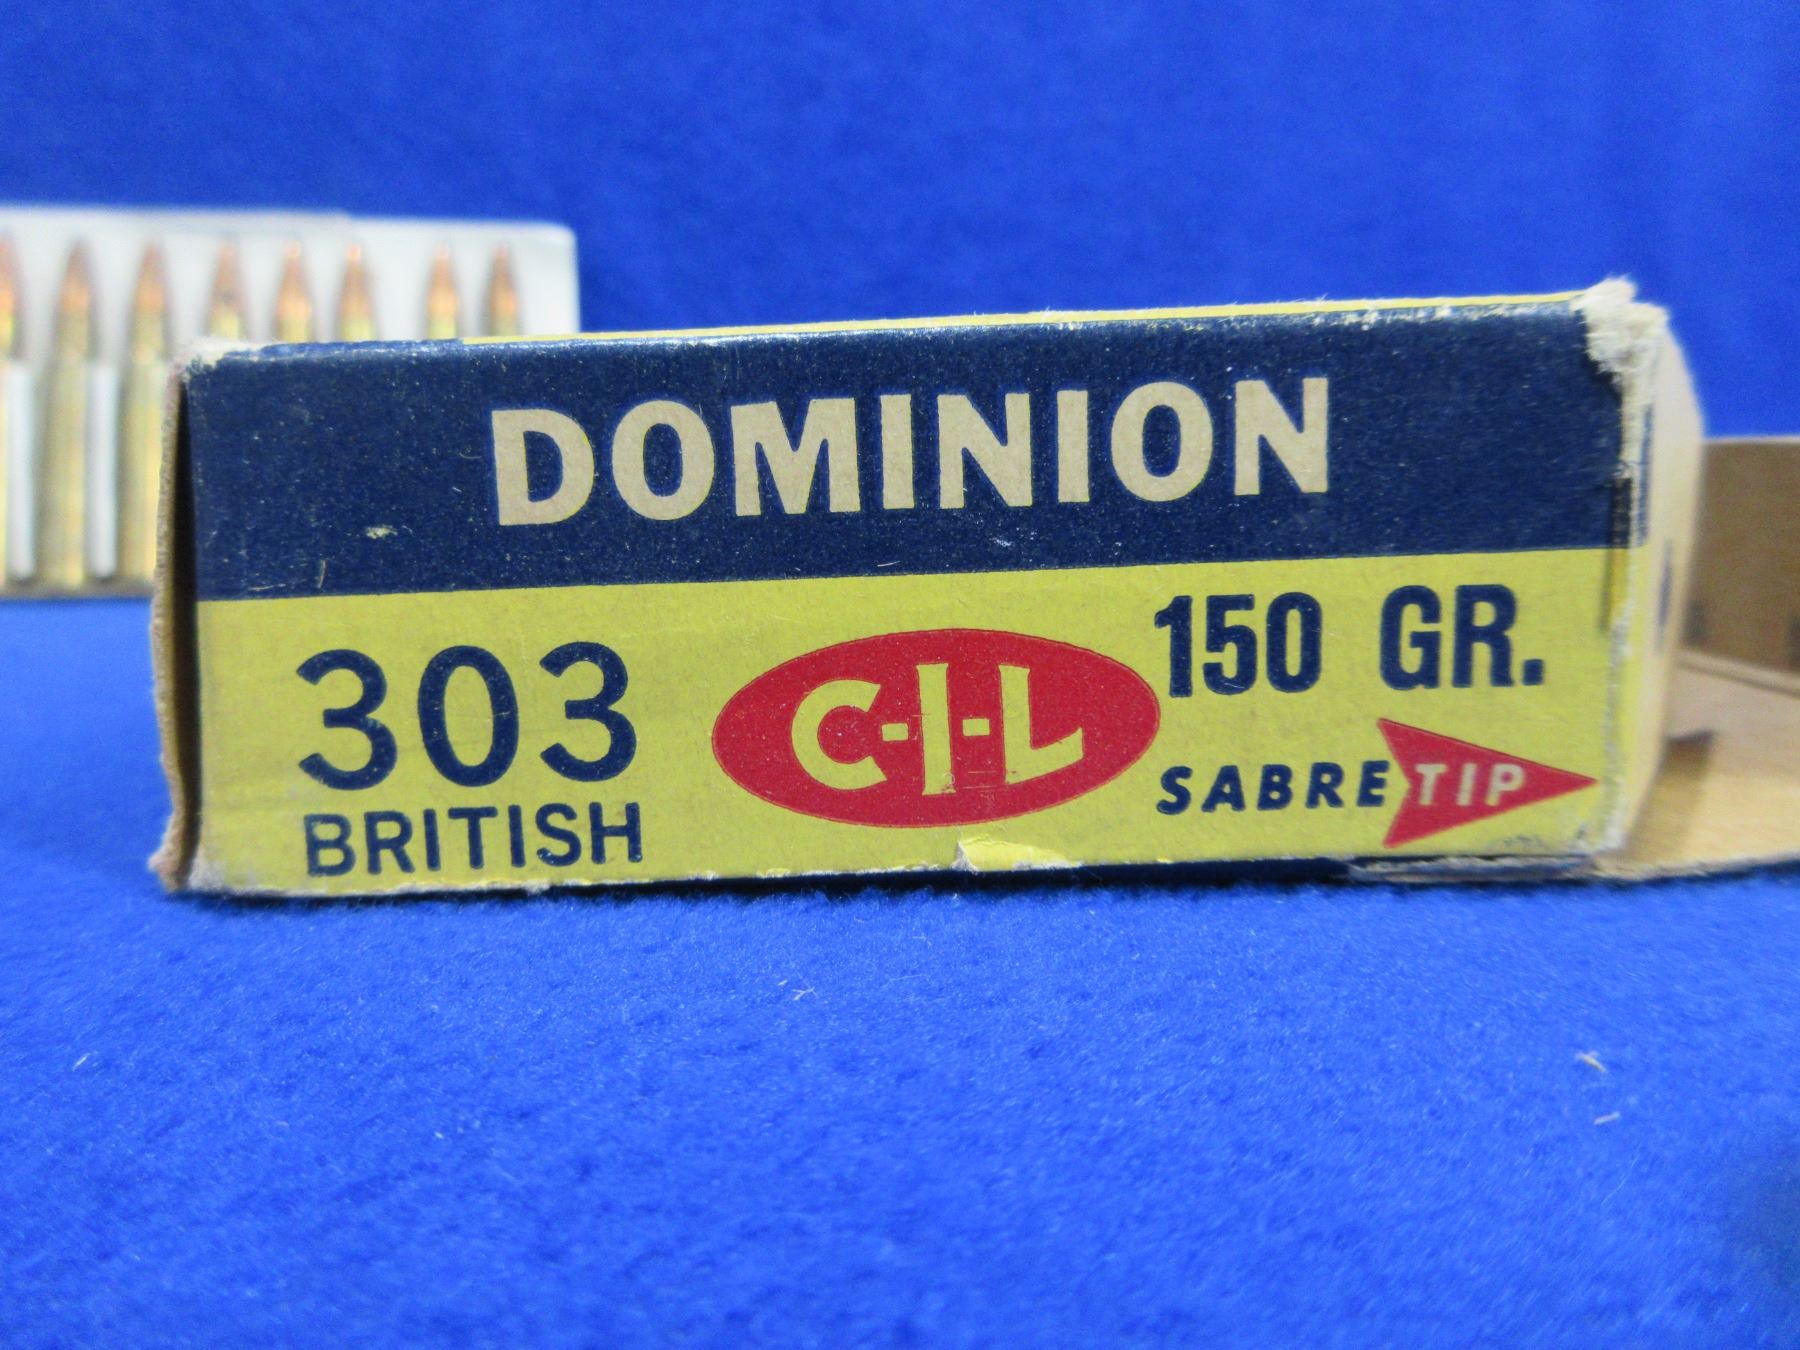 DOMINION
303
BRITISH
C-I-L
150 GR.
SABRE TIP